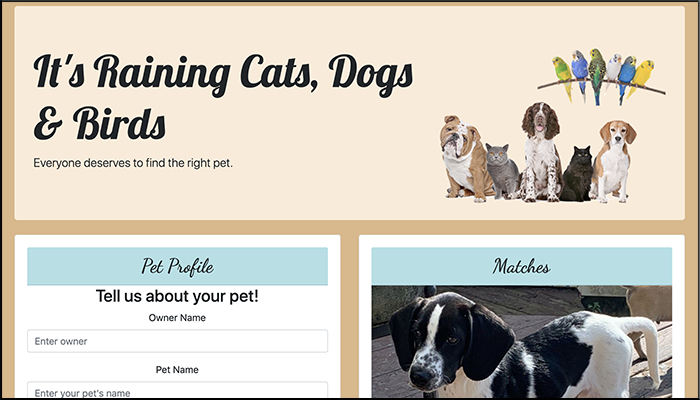 It's Raining Cats, Dogs
& Birds
Everyone deserves to find the right pet.
Pet Profile
Tell us about your pet!
Owner Name
Enter owner
Pet Name
Enter your pet's name
Matches